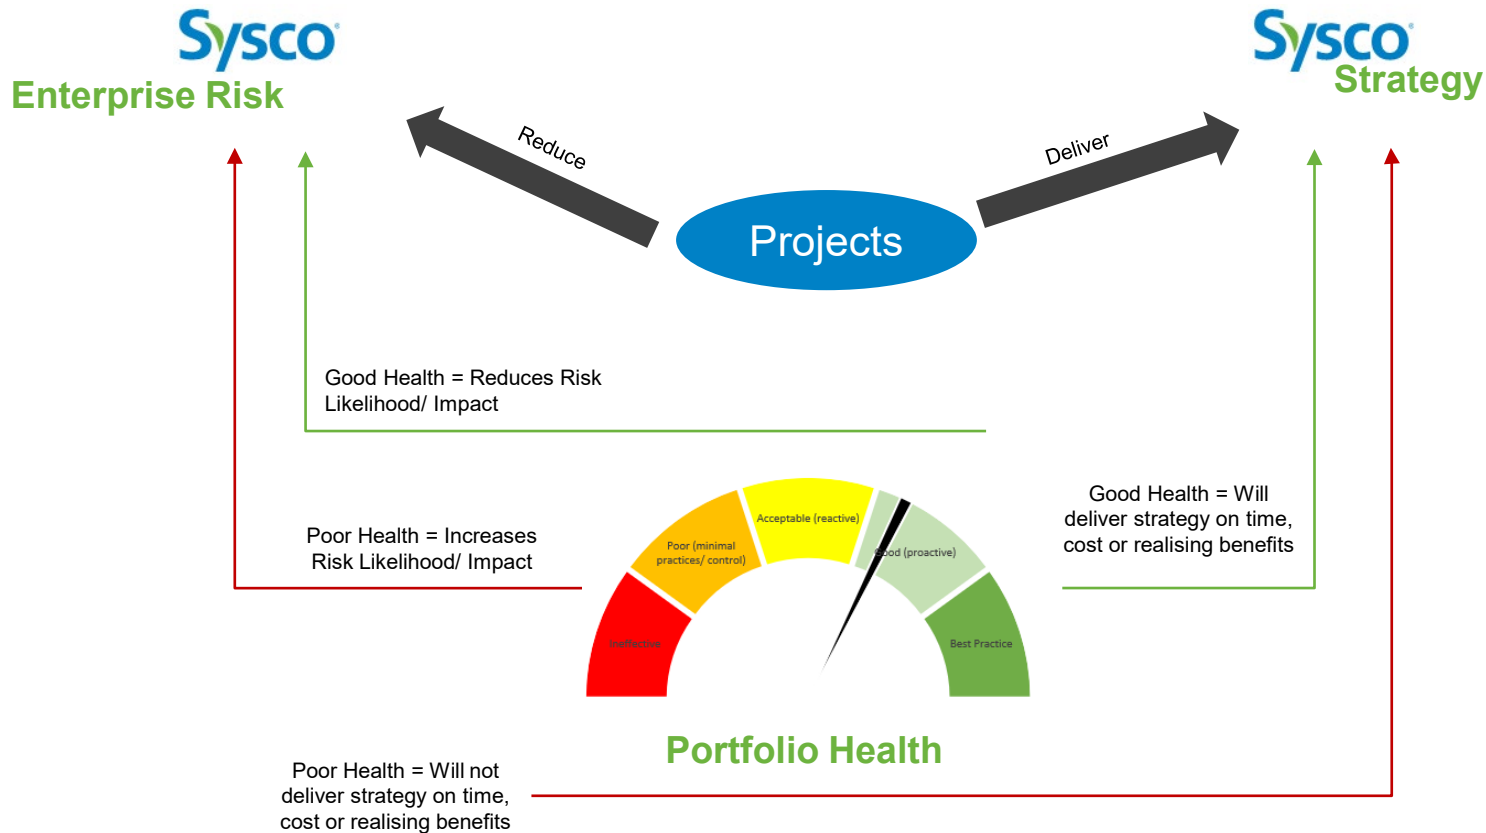 Sysco
Enterprise Risk
Sysco
Strategy
Reduce
Deliver
Projects
Good Health = Reduces Risk
Likelihood/ Impact
Poor Health = Increases
Risk Likelihood/ Impact
Good Health = Will
deliver strategy on time,
cost or realising benefits
Ineffective
Poor (minimal
practices/ control)
Acceptable (reactive)
Good (proactive)
Best Practice
Portfolio Health
Poor Health = Will not
deliver strategy on time,
cost or realising benefits